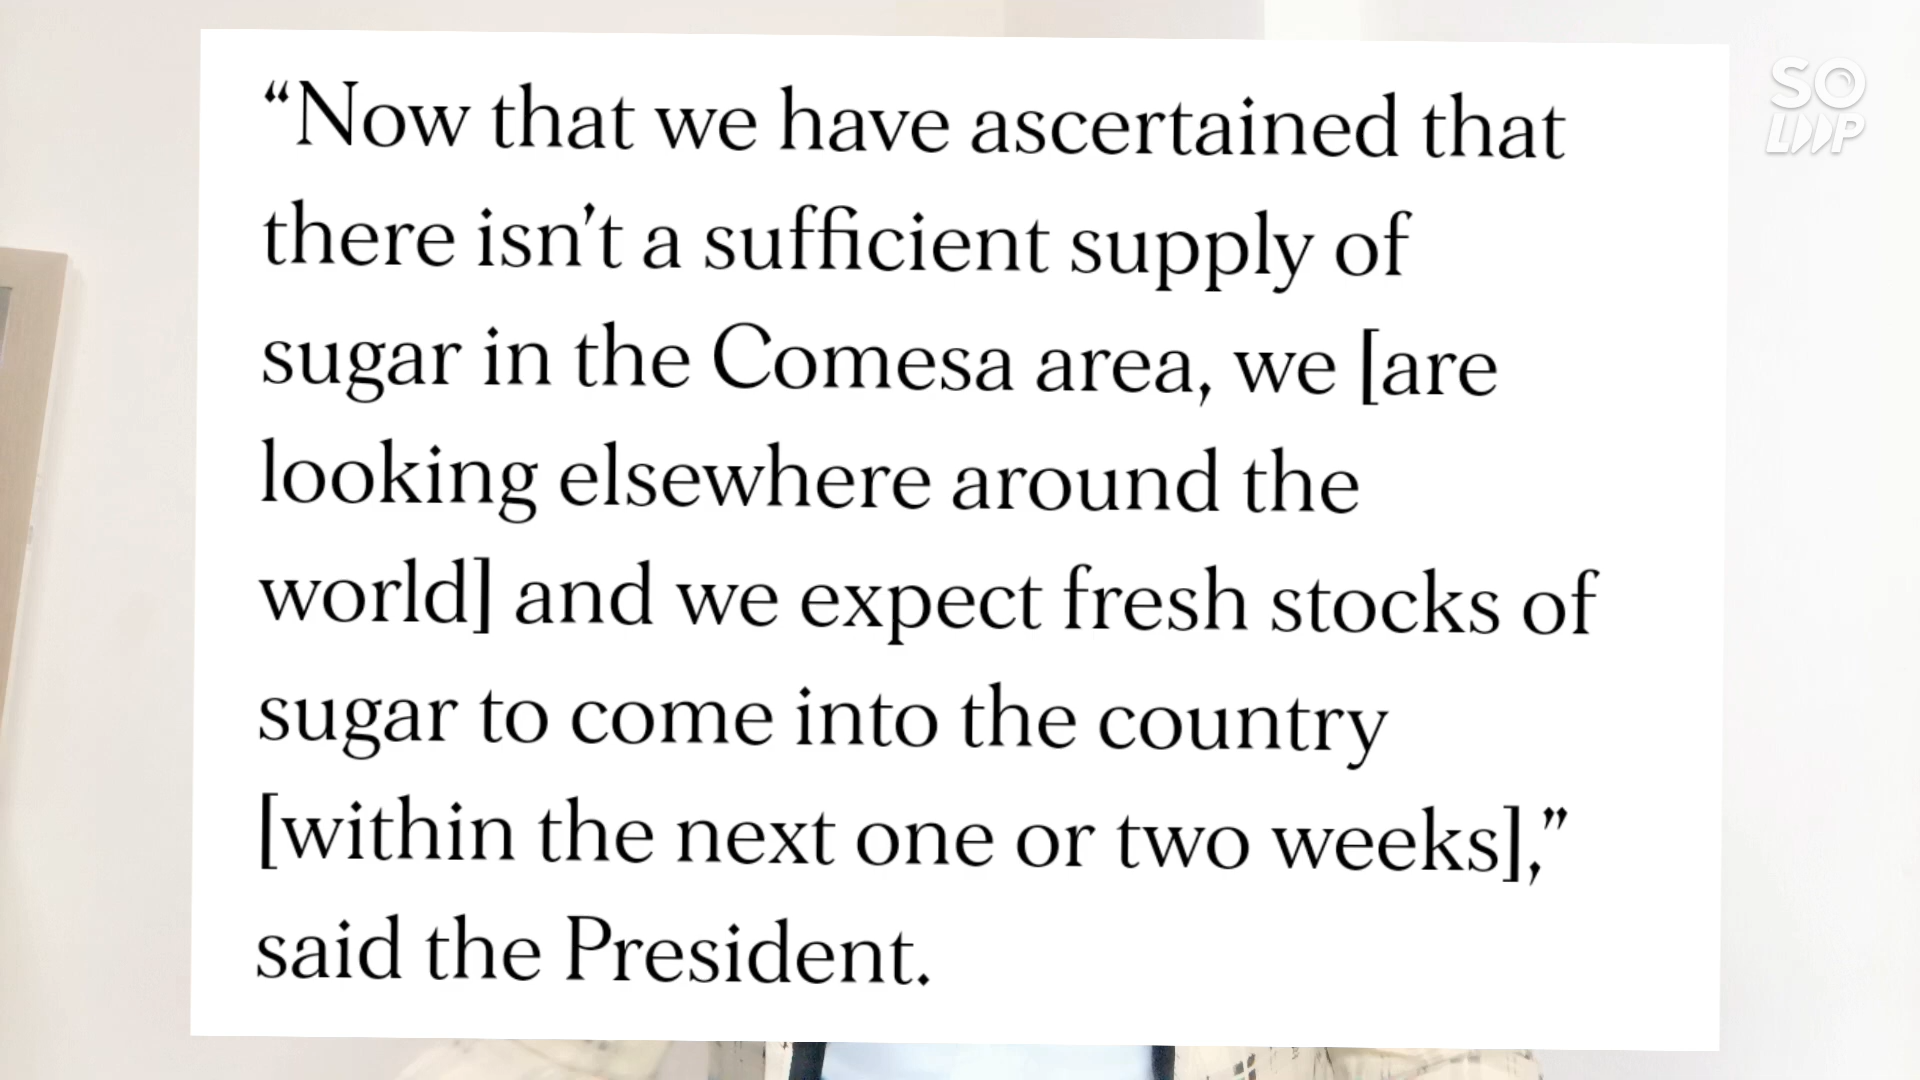 “Now that we have ascertained that
there isn’t a sufficient supply of
sugar in the Comesa area, we [are
looking elsewhere around the
world] and we expect fresh stocks of
sugar to come into the country
[within the next one or two weeks],”
said the President.
SO
LOOP